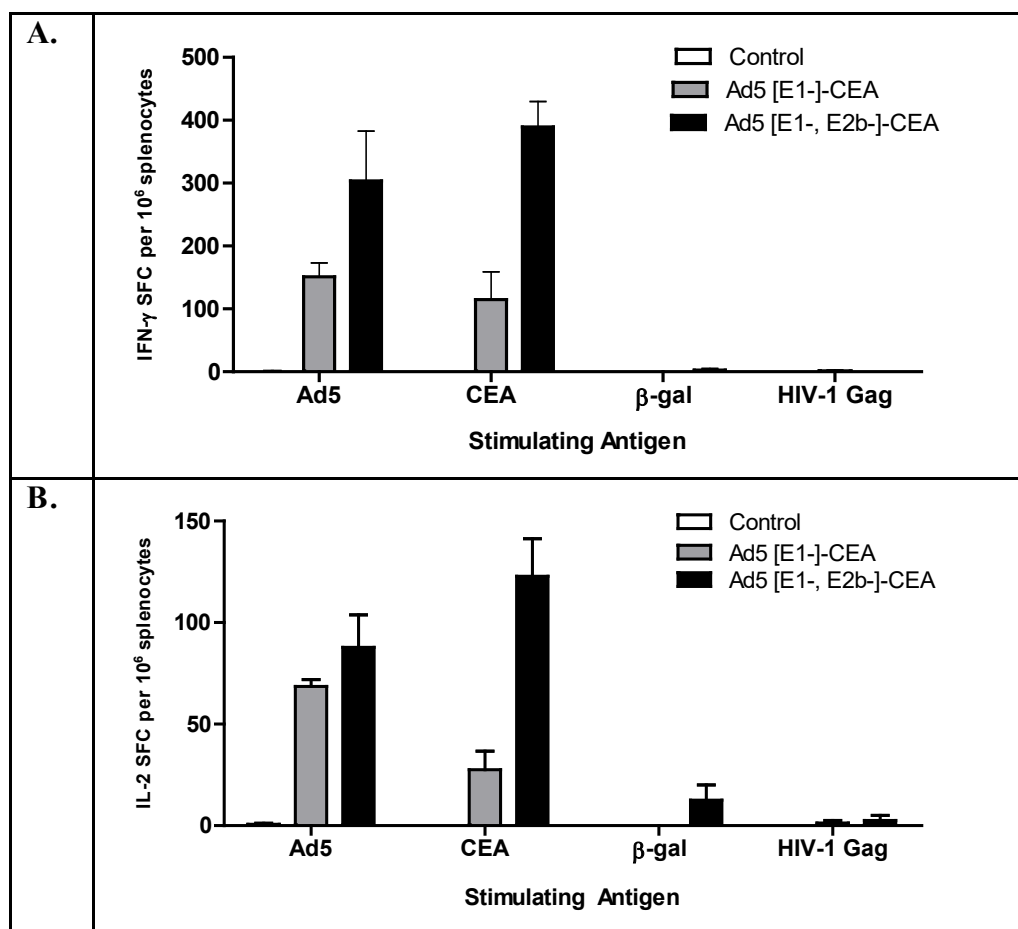 A.
500
400
300
200
100
0
IFN-γ SFC per 10⁶ splenocytes
Control
Ad5 [E1-]-CEA
Ad5 [E1-, E2b-]-CEA
Ad5 CEA β-gal HIV-1 Gag
Stimulating Antigen
B.
150
100
50
0
IL-2 SFC per 10⁶ splenocytes
Control
Ad5 [E1-]-CEA
Ad5 [E1-, E2b-]-CEA
Ad5 CEA β-gal HIV-1 Gag
Stimulating Antigen